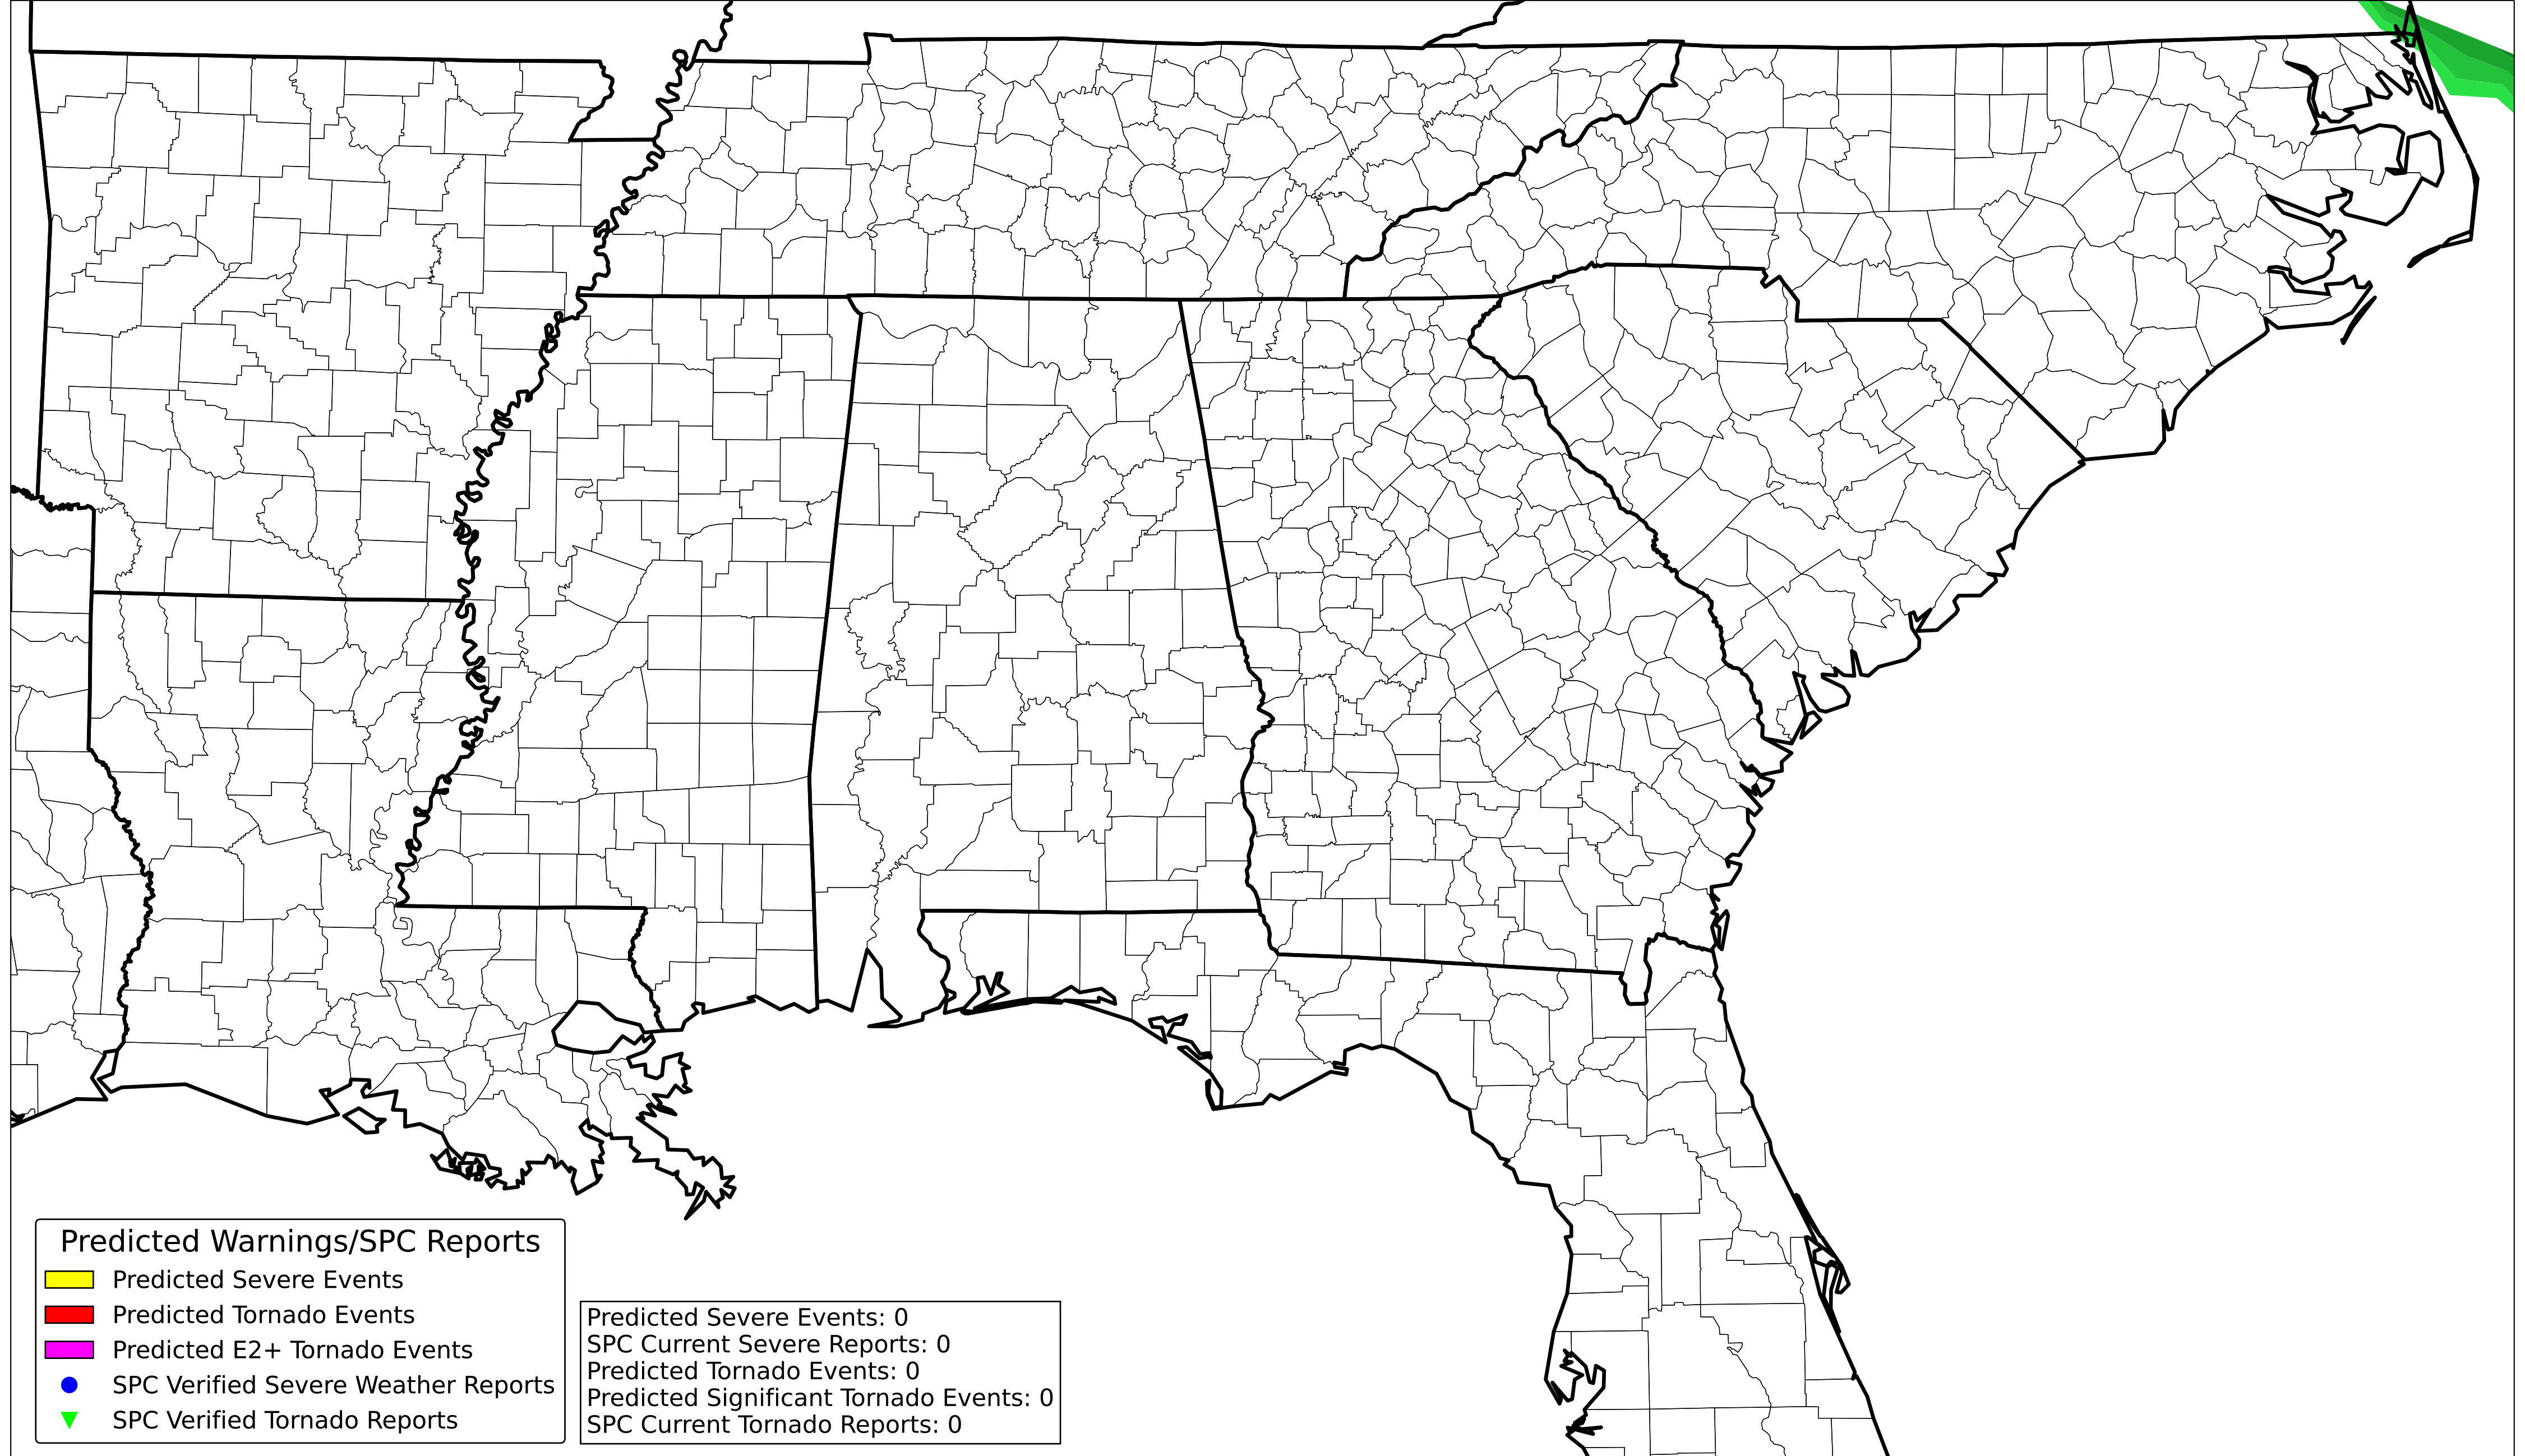 Predicted Warnings/SPC Reports
Predicted Severe Events
Predicted Tornado Events
Predicted E2+ Tornado Events
SPC Verified Severe Weather Reports
SPC Verified Tornado Reports
Predicted Severe Events: 0
SPC Current Severe Reports: 0
Predicted Tornado Events: 0
Predicted Significant Tornado Events: 0
SPC Current Tornado Reports: 0